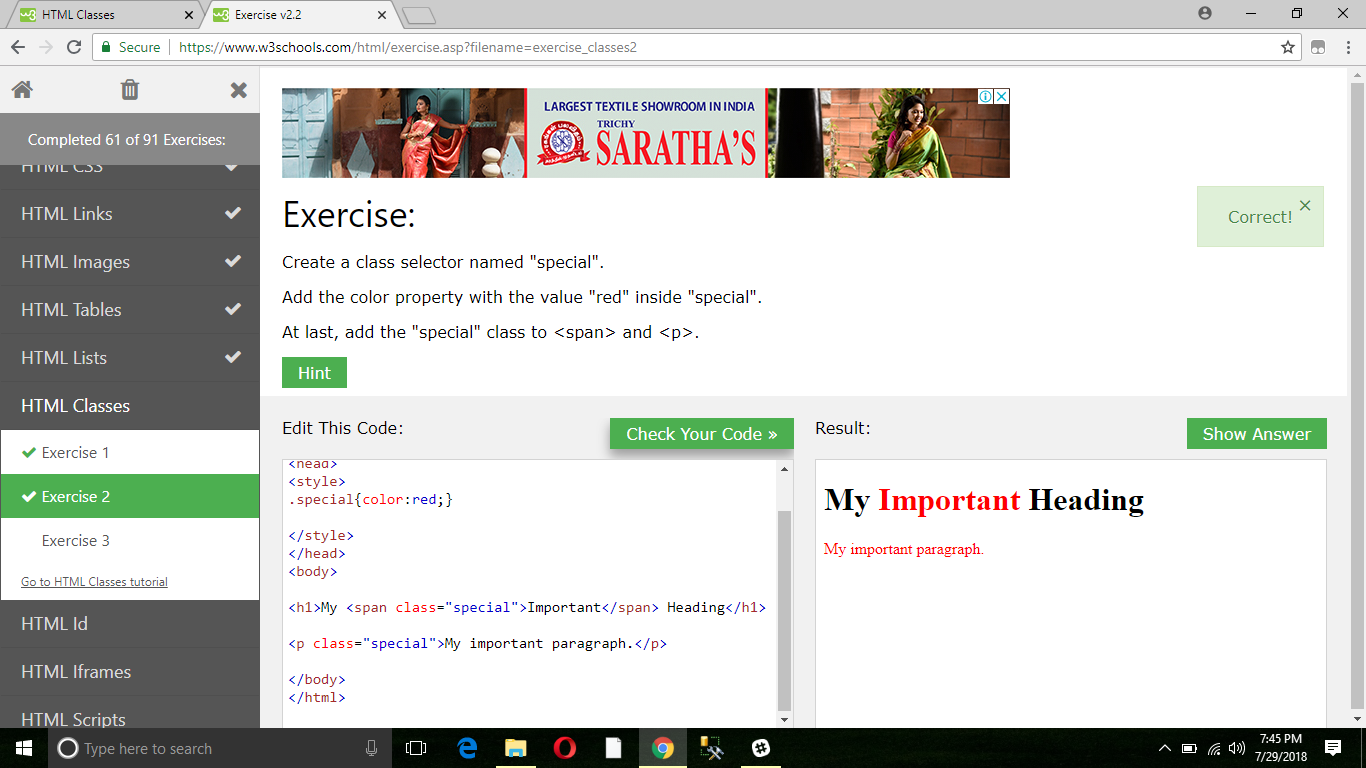 HTML Classes
Exercise v2.2
Secure
https://www.w3schools.com/html/exercise.asp?filename=exercise_classes2
Completed 61 of 91 Exercises:
HTML CSS
HTML Links
HTML Images
HTML Tables
HTML Lists
HTML Classes
Exercise 1
Exercise 2
Exercise 3
Go to HTML Classes tutorial
HTML Id
HTML Iframes
HTML Scripts
LARGEST TEXTILE SHOWROOM IN INDIA
TRICHY
SARATHA'S
Exercise:
Correct!
Create a class selector named "special".
Add the color property with the value "red" inside "special".
At last, add the "special" class to <span> and <p>.
Hint
Edit This Code:
Check Your Code »
<head>
<style>
.special{color:red;}
</style>
</head>
<body>
<h1>My <span class="special">Important</span> Heading</h1>
<p class="special">My important paragraph.</p>
</body>
</html>
Result:
Show Answer
My Important Heading
My important paragraph.
Type here to search
7:45 PM
7/29/2018